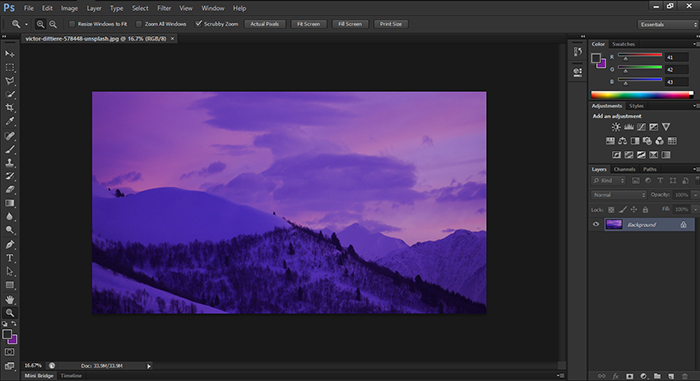 Ps File Edit Image Layer Type Select Filter View Window Help
Resize Windows to Fit Zoom All Windows Scrubby Zoom Actual Pixels Fit Screen Fill Screen Print Size Essentials
victor-diftiere-578448-unsplash.jpg @ 16.7% (RGB/8) ×
Color Swatches
R 41
G 42
B 43
Adjustments Styles
Add an adjustment
Layers Channels Paths
Kind
Normal Opacity: 100%
Lock: Fill: 100%
Background
16.67% Doc: 33.9M/33.9M
Mini Bridge Timeline